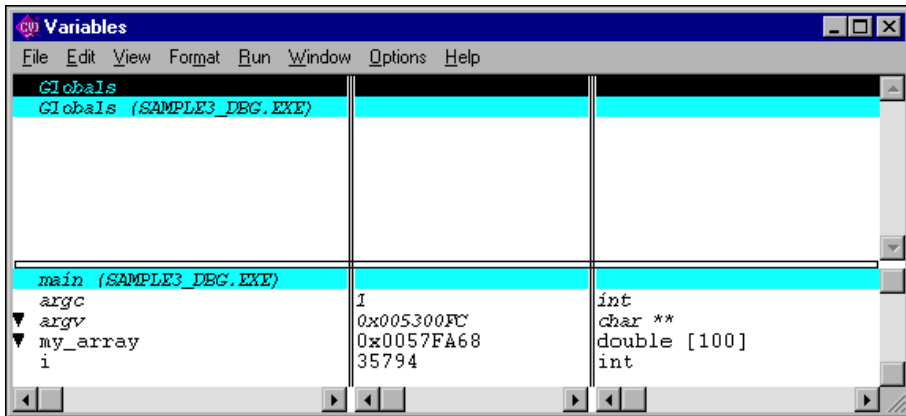 CVI Variables
File Edit View Format Run Window Options Help
Globals
Globals (SAMPLE3_DBG.EXE)
main (SAMPLE3_DBG.EXE)
argc 1 int
argv 0x005300FC char **
my_array 0x0057FA68 double [100]
i 35794 int